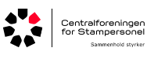 Centralforeningen
for Stampersonel
Sammenhold styrker